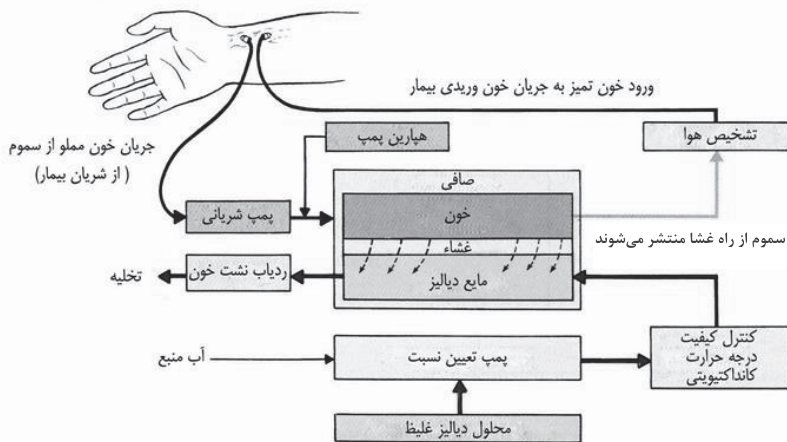 ورود خون تمیز به جریان خون وریدی بیمار
تشخیص هوا
هپارین پمپ
جریان خون مملو از سموم
( از شریان بیمار)
صافی
خون
پمپ شریانی
غشاء
سموم از راه غشا منتشر می‌شوند
مایع دیالیز
ردیاب نشت خون
تخلیه
کنترل کیفیت
درجه حرارت
کانداکتیویتی
پمپ تعیین نسبت
آب منبع
محلول دیالیز غلیظ